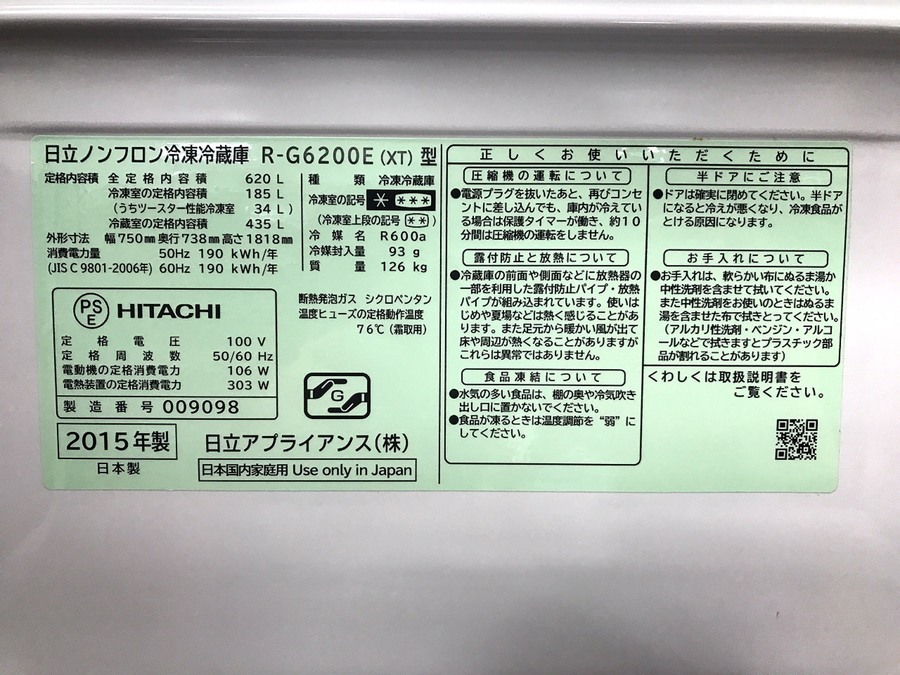 日立ノンフロン冷凍冷蔵庫 R-G6200E (XT) 型
定格内容積 全定格内容積 620 L
冷凍室の定格内容積 185 L
(うちツースター性能冷凍室 34 L)
冷蔵室の定格内容積 435 L
外形寸法 幅750㎜奥行738㎜高さ1818㎜
消費電力量 50Hz 190 kWh/年
(JIS C 9801-2006年) 60Hz 190 kWh/年
種類 冷凍冷蔵庫
冷凍室の記号 * ***
(冷凍室上段の記号 **)
冷媒名 R600a
冷媒封入量 93 g
質量 126 kg
断熱発泡ガス シクロペンタン
温度ヒューズの定格動作温度
76℃(霜取用)
PS
E
HITACHI
定格電圧 100 V
定格周波数 50/60 Hz
電動機の定格消費電力 106 W
電熱装置の定格消費電力 303 W
製造番号 009098
G
2015年製
日本製
日立アプライアンス(株)
日本国内家庭用 Use only in Japan
正しくお使いいただくために
圧縮機の運転について
●電源プラグを抜いたあと、再びコンセ
ントに差し込んでも、庫内が冷えてい
る場合は保護タイマーが働き、約10
分間は圧縮機の運転をしません。
露付防止と放熱について
●冷蔵庫の前面や側面などに放熱器の
一部を利用した露付防止パイプ・放熱
パイプが組み込まれています。使いは
じめや夏場などは熱く感じることがあ
ります。また足元から暖かい風が出て
床や周辺が熱くなることがありますが
これらは異常ではありません。
食品凍結について
●水気の多い食品は、棚の奥や冷気吹き
出し口に置かないでください。
●食品が凍るときは温度調節を“弱”に
してください。
半ドアにご注意
●ドアは確実に閉めてください。半ドア
になると冷えが悪くなり、冷凍食品が
とける原因になります。
お手入れについて
●お手入れは、軟らかい布にぬるま湯か
中性洗剤を含ませて拭いてください。
また中性洗剤をお使いのときはぬるま
湯を含ませた布で拭きとってください。
(アルカリ性洗剤・ベンジン・アルコ
ールなどで拭きますとプラスチック部
品が割れることがあります)
くわしくは取扱説明書を
ご覧ください。